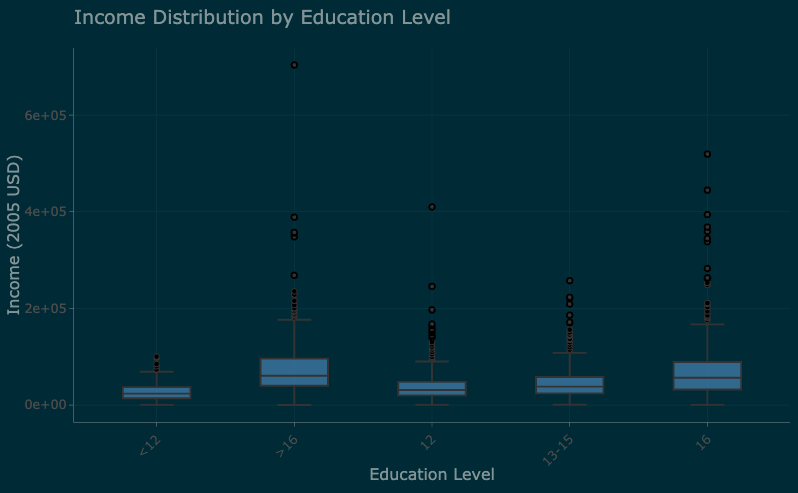 Income Distribution by Education Level
Income (2005 USD)
6e+05
4e+05
2e+05
0e+00
<12
>16
12
13-15
16
Education Level